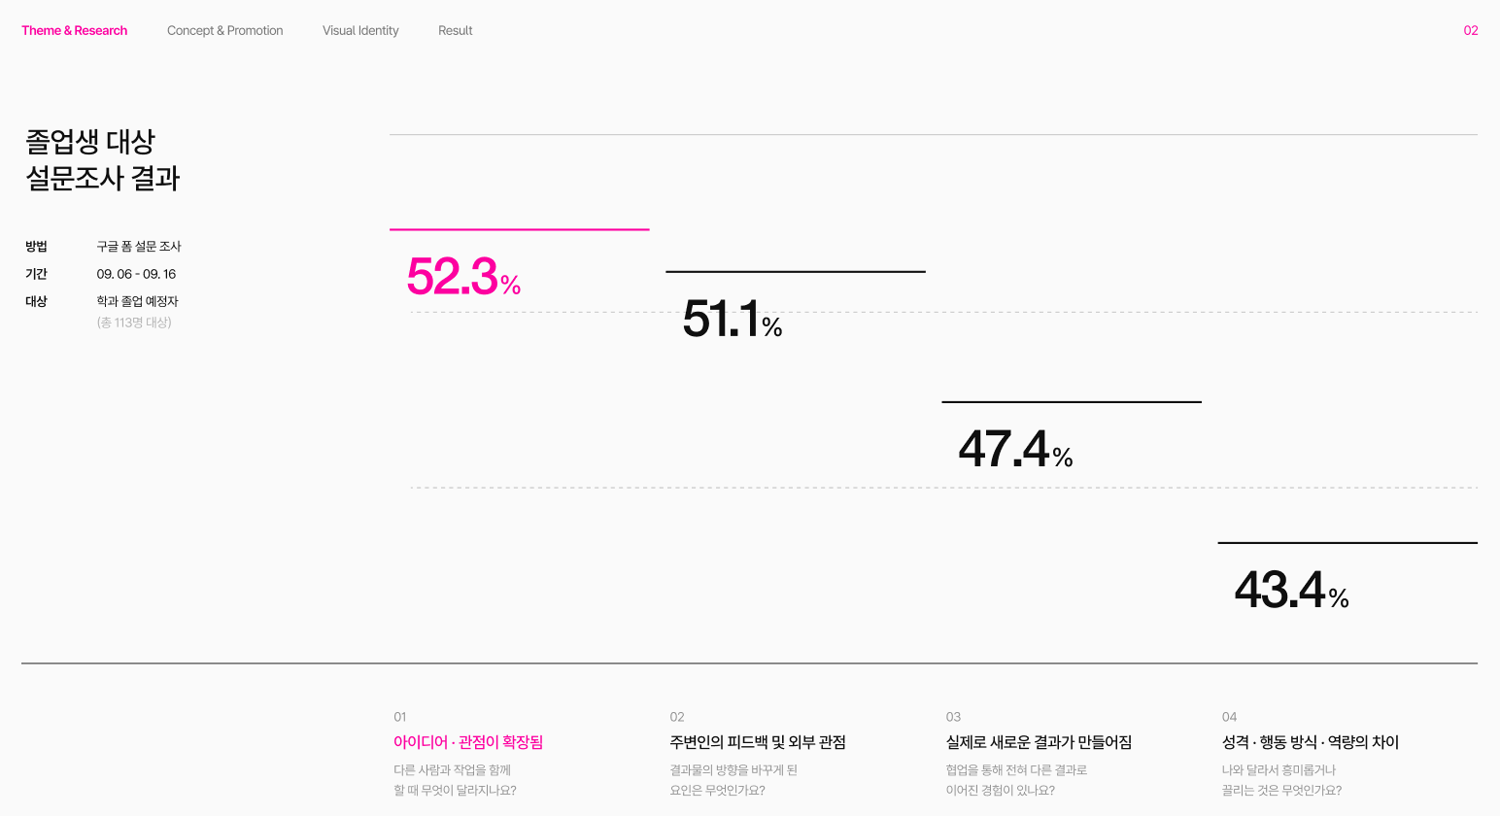 Theme & Research
Concept & Promotion
Visual Identity
Result
02
졸업생 대상
설문조사 결과
방법 구글 폼 설문 조사
기간 09. 06 - 09. 16
대상 학과 졸업 예정자
(총 113명 대상)
52.3%
51.1%
47.4%
43.4%
01
아이디어 · 관점이 확장됨
다른 사람과 작업을 함께
할 때 무엇이 달라지나요?
02
주변인의 피드백 및 외부 관점
결과물의 방향을 바꾸게 된
요인은 무엇인가요?
03
실제로 새로운 결과가 만들어짐
협업을 통해 전혀 다른 결과로
이어진 경험이 있나요?
04
성격 · 행동 방식 · 역량의 차이
나와 달라서 흥미롭거나
끌리는 것은 무엇인가요?